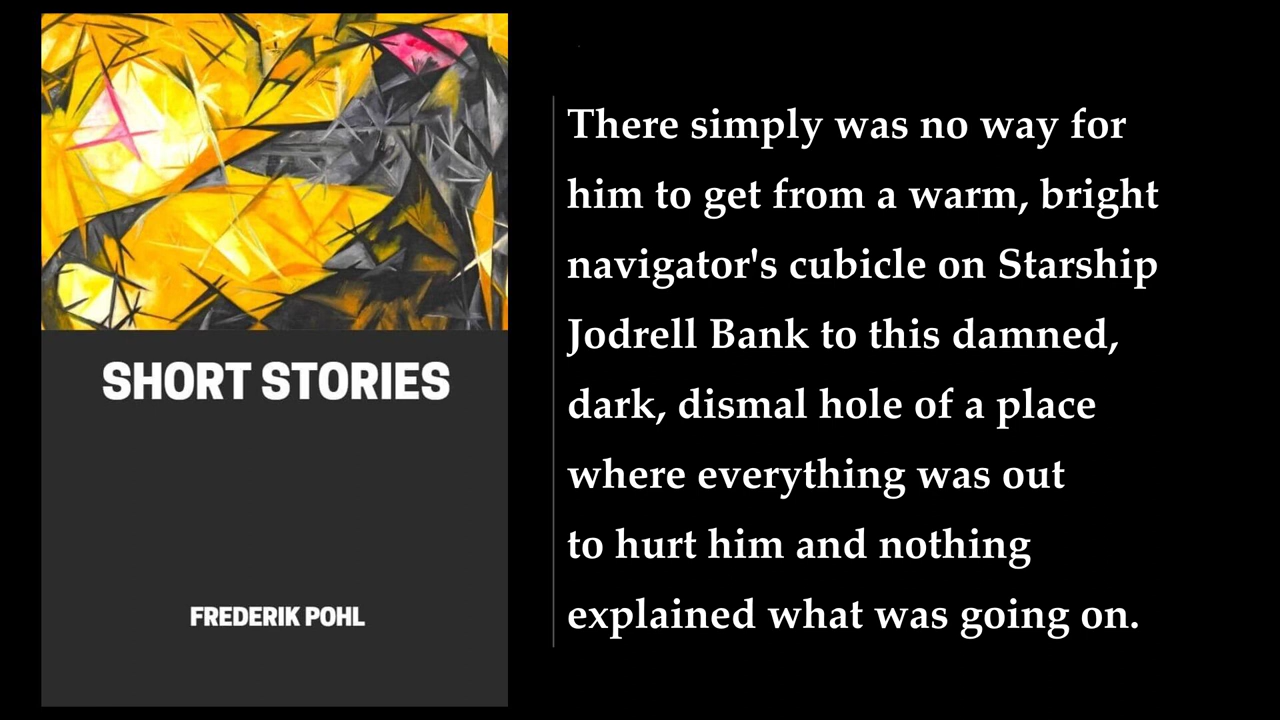 SHORT STORIES
FREDERIK POHL
There simply was no way for
him to get from a warm, bright
navigator's cubicle on Starship
Jodrell Bank to this damned,
dark, dismal hole of a place
where everything was out
to hurt him and nothing
explained what was going on.